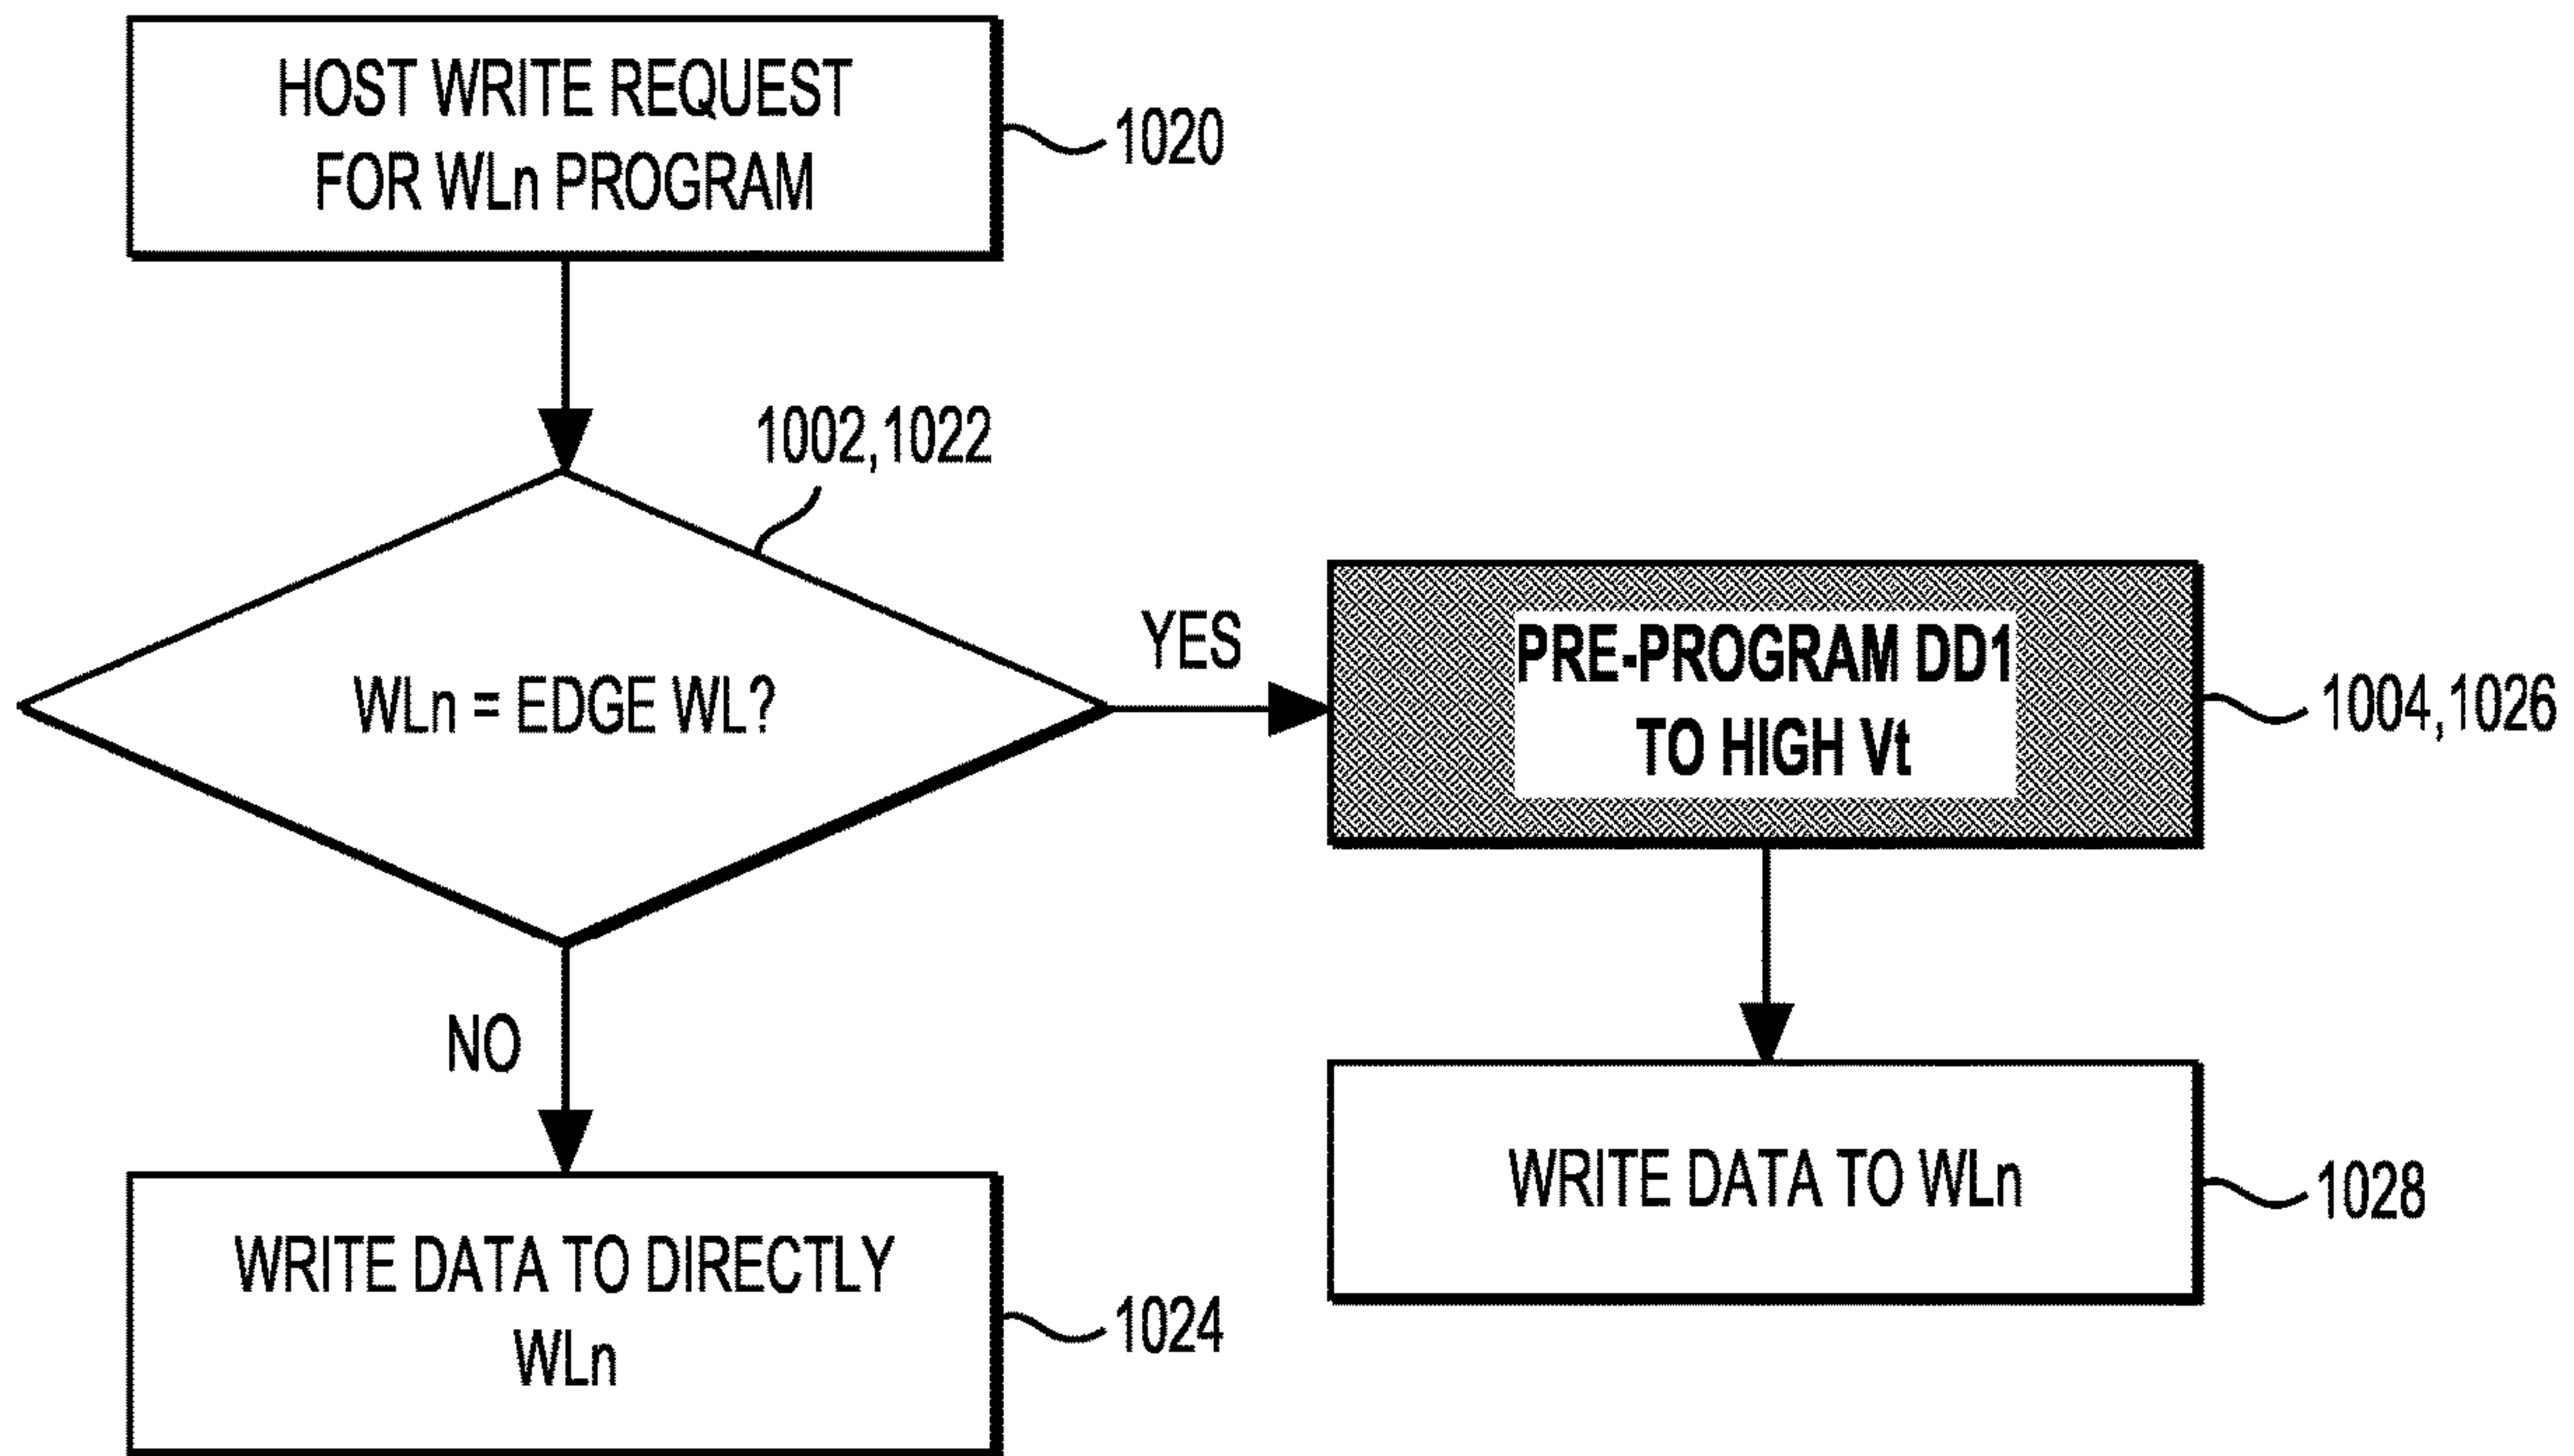 HOST WRITE REQUEST
FOR WLn PROGRAM
1020
1002,1022
WLn = EDGE WL?
YES
PRE-PROGRAM DD1
TO HIGH Vt
1004,1026
NO
WRITE DATA TO DIRECTLY
WLn
1024
WRITE DATA TO WLn
1028